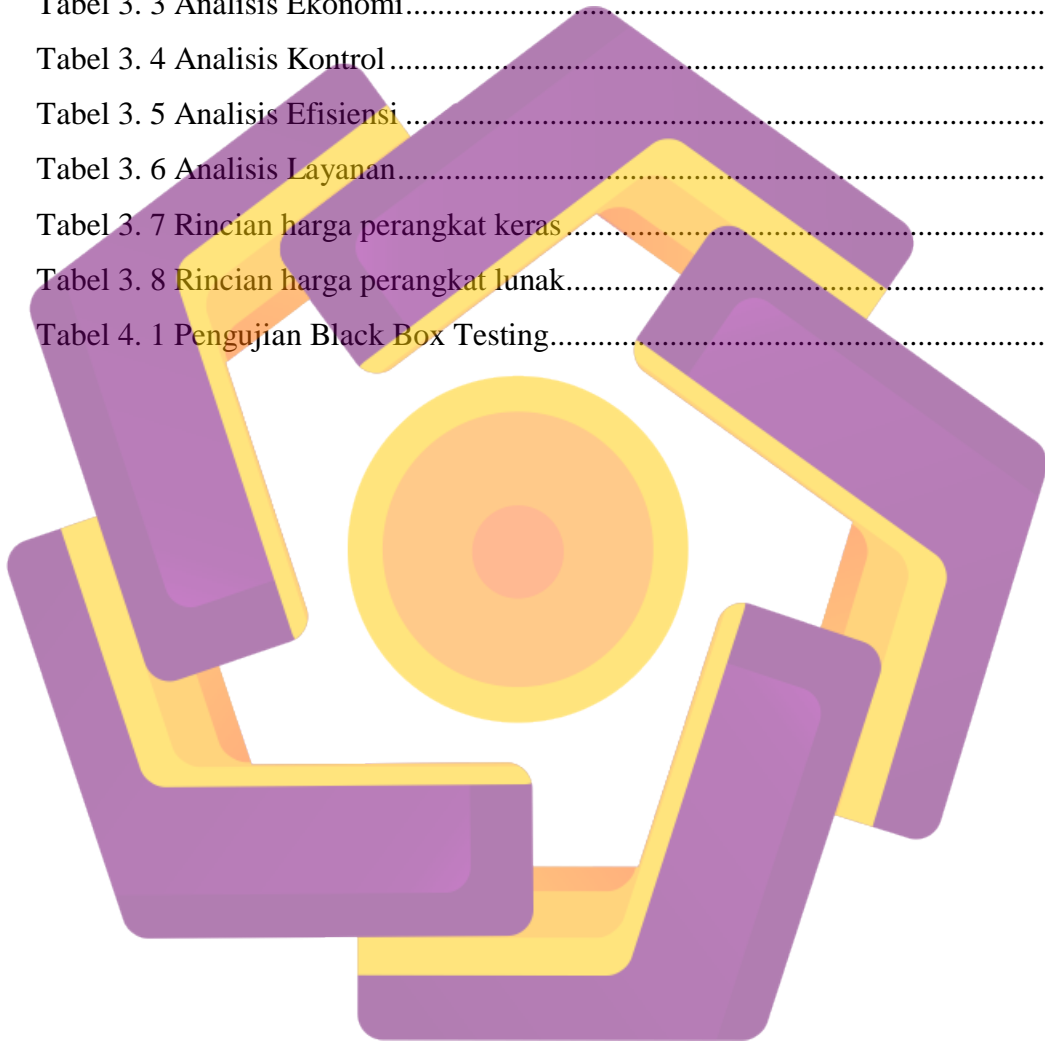 Tabel 3. 3 Analisis Ekonomi................................................................................
Tabel 3. 4 Analisis Kontrol..................................................................................
Tabel 3. 5 Analisis Efisiensi................................................................................
Tabel 3. 6 Analisis Layanan.................................................................................
Tabel 3. 7 Rincian harga perangkat keras............................................................
Tabel 3. 8 Rincian harga perangkat lunak............................................................
Tabel 4. 1 Pengujian Black Box Testing..............................................................